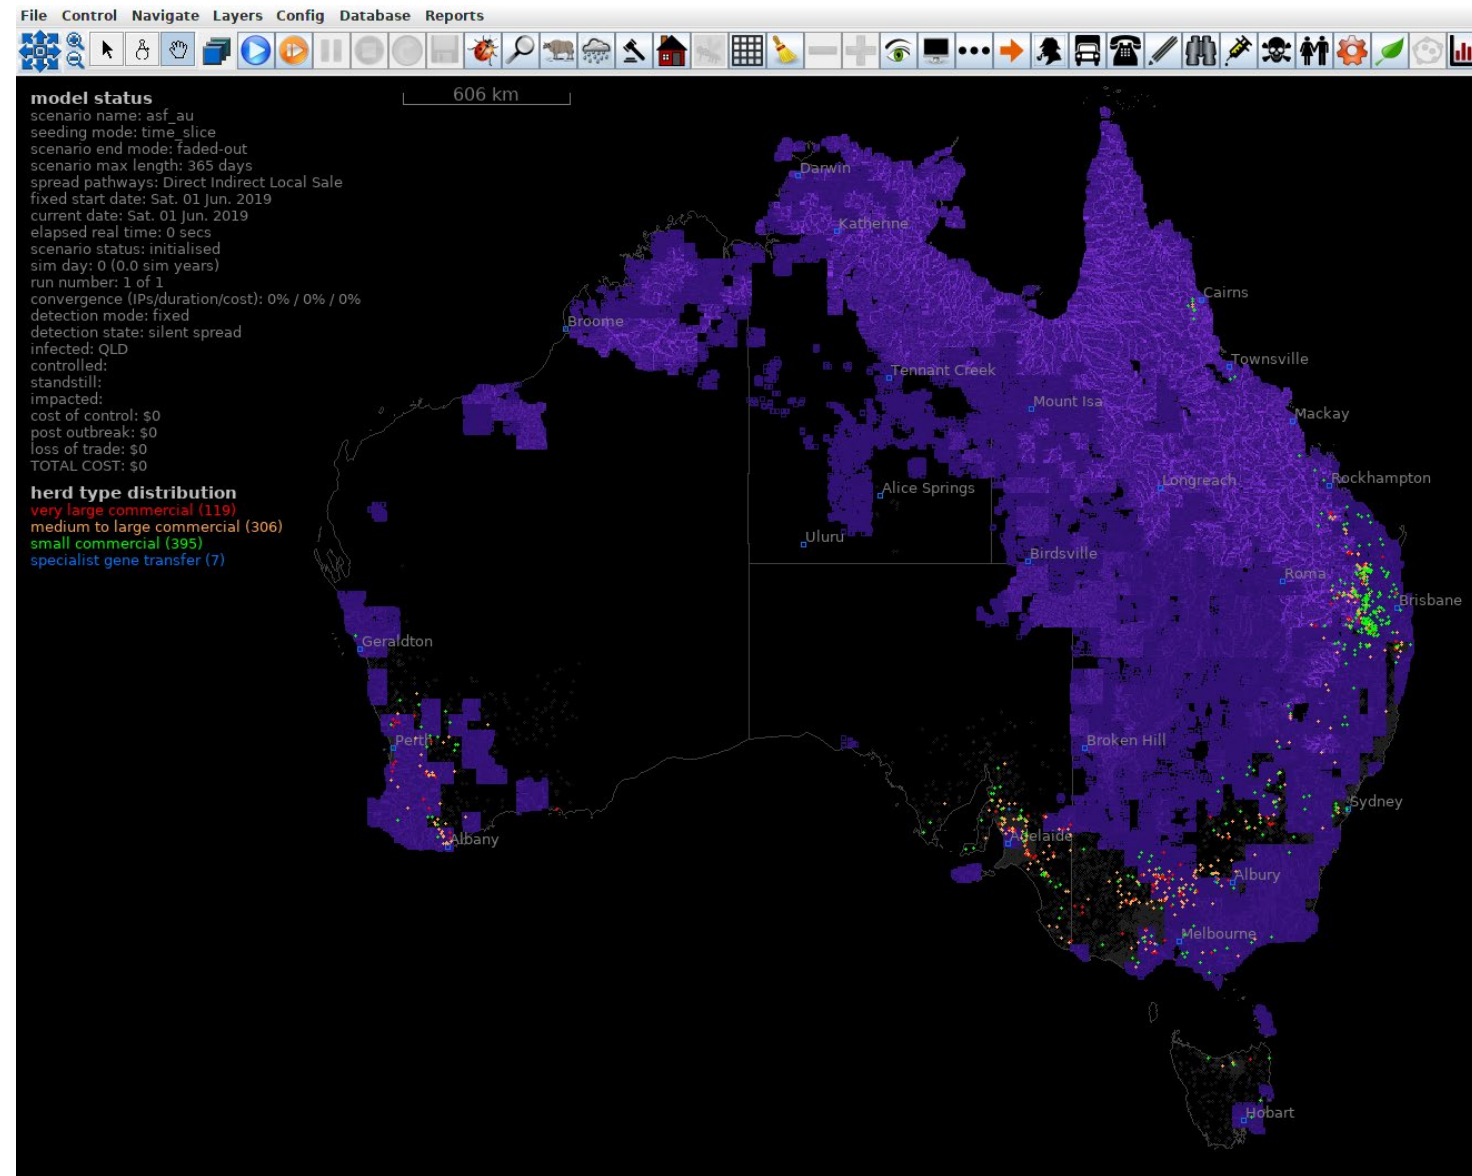 File Control Navigate Layers Config Database Reports
606 km
model status
scenario name: asf_au
seeding mode: time_slice
scenario end mode: faded-out
scenario max length: 365 days
spread pathways: Direct Indirect Local Sale
fixed start date: Sat. 01 Jun. 2019
current date: Sat. 01 Jun. 2019
elapsed real time: 0 secs
scenario status: initialised
sim day: 0 (0.0 sim years)
run number: 1 of 1
convergence (IPs/duration/cost): 0% / 0% / 0%
detection mode: fixed
detection state: silent spread
infected: QLD
controlled:
standstill:
impacted:
cost of control: $0
post outbreak: $0
loss of trade: $0
TOTAL COST: $0
herd type distribution
very large commercial (119)
medium to large commercial (306)
small commercial (395)
specialist gene transfer (7)
Darwin
Katherine
Cairns
Broome
Townsville
Tennant Creek
Mount Isa
Mackay
Longreach
Rockhampton
Alice Springs
Uluru
Birdsville
Roma
Brisbane
Geraldton
Perth
Broken Hill
Sydney
Adelaide
Albany
Albury
Melbourne
Hobart